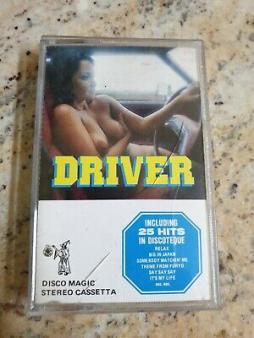 DRIVER
INCLUDING
25 HITS
IN DISCOTEQUE
RELAX
BIG IN JAPAN
SOMEBODY WATCHIN' ME
THEME FROM FURYO
SAY SAY SAY
IT'S MY LIFE
DISCO MAGIC
STEREO CASSETTA